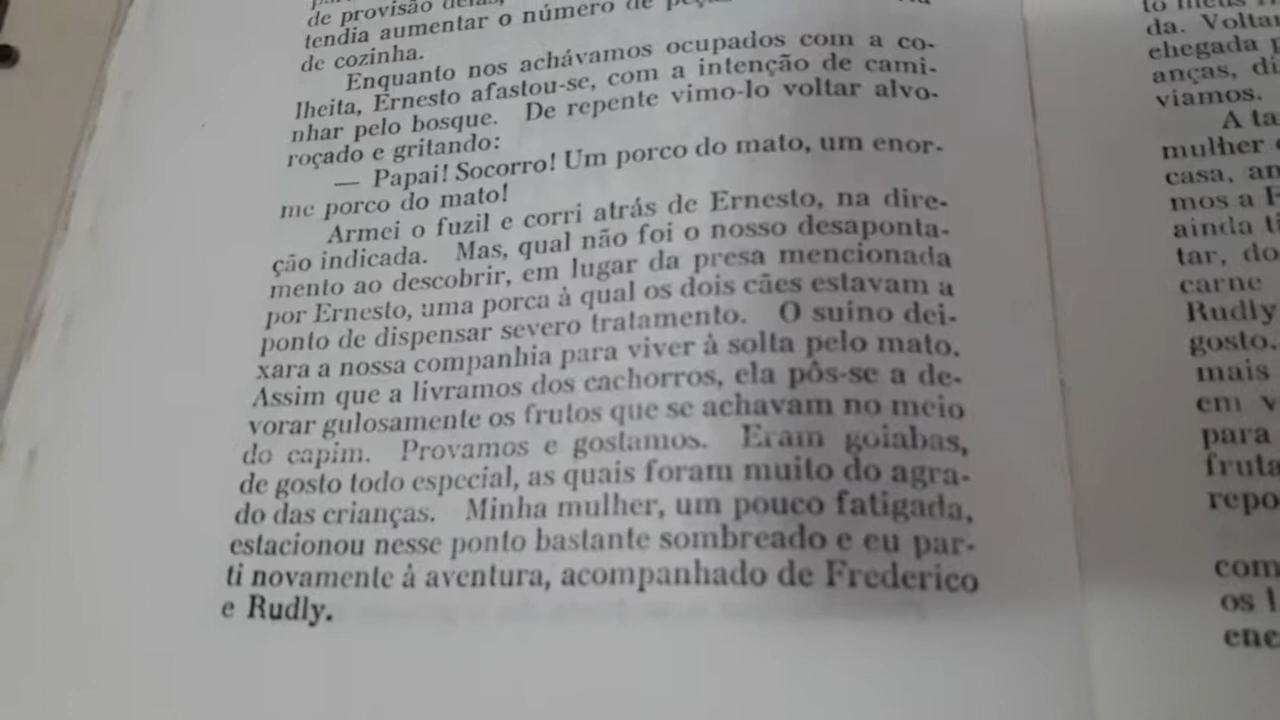 de provisão delas,
tendia aumentar o número de
de cozinha.
Enquanto nos achávamos ocupados com a co-
lheita, Ernesto afastou-se, com a intenção de cami-
nhar pelo bosque. De repente vimo-lo voltar alvo-
roçado e gritando:
— Papai! Socorro! Um porco do mato, um enor-
me porco do mato!
Armei o fuzil e corri atrás de Ernesto, na dire-
ção indicada. Mas, qual não foi o nosso desaponta-
mento ao descobrir, em lugar da presa mencionada
por Ernesto, uma porca à qual os dois cães estavam a
ponto de dispensar severo tratamento. O suíno dei-
xara a nossa companhia para viver à solta pelo mato.
Assim que a livramos dos cachorros, ela pôs-se a de-
vorar gulosamente os frutos que se achavam no meio
do capim. Provamos e gostamos. Eram goiabas,
de gosto todo especial, as quais foram muito do agra-
do das crianças. Minha mulher, um pouco fatigada,
estacionou nesse ponto bastante sombreado e eu par-
ti novamente à aventura, acompanhado de Frederico
e Rudly.
da. Voltar
chegada
anças, di
viamos.
A ta
mulher
casa, an
mos a
ainda
tar, do
carne
Rudly
gosto.
mais
em v
para
fruta
repo
com
os
ene